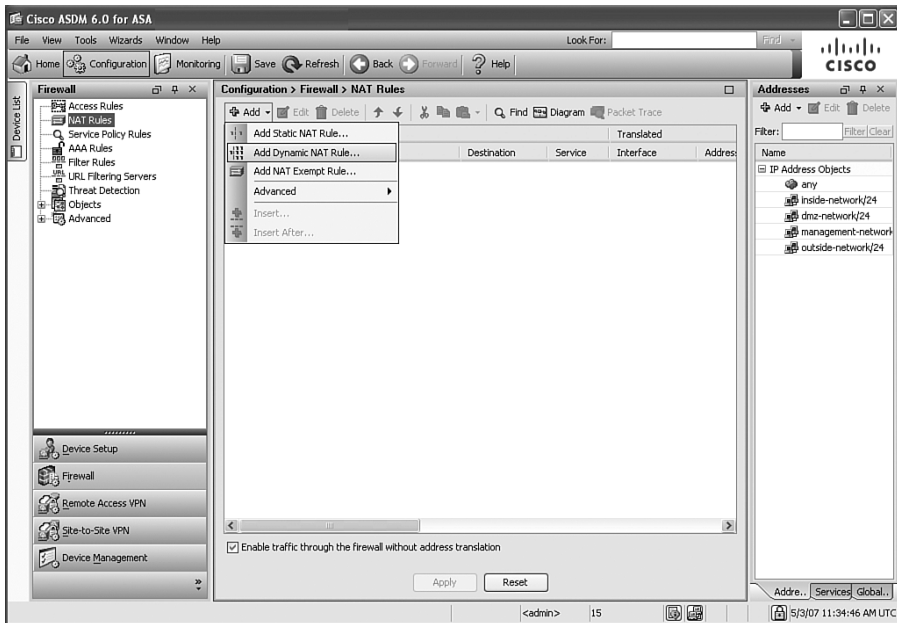 Cisco ASDM 6.0 for ASA
File View Tools Wizards Window Help
Look For:
Find
Home Configuration Monitoring Save Refresh Back Forward Help
CISCO
Device List
Firewall
Access Rules
NAT Rules
Service Policy Rules
AAA Rules
Filter Rules
URL Filtering Servers
Threat Detection
Objects
Advanced
Device Setup
Firewall
Remote Access VPN
Site-to-Site VPN
Device Management
Configuration > Firewall > NAT Rules
Add Edit Delete Find Diagram Packet Trace
Add Static NAT Rule...
Add Dynamic NAT Rule...
Add NAT Exempt Rule...
Advanced
Insert...
Insert After...
Translated
Destination Service Interface Address
Enable traffic through the firewall without address translation
Apply Reset
Addresses
Add Edit Delete
Filter: Filter Clear
Name
IP Address Objects
any
inside-network/24
dmz-network/24
management-network
outside-network/24
Addre.. Services Global..
<admin> 15
5/3/07 11:34:46 AM UTC